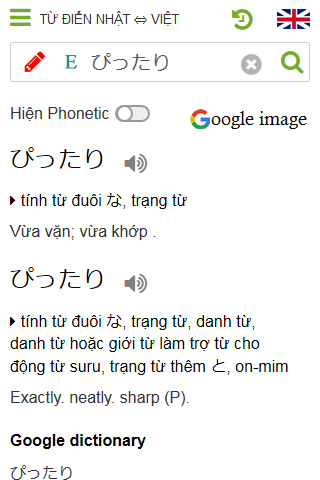 TỪ ĐIỂN NHẬT ⇔ VIỆT
E ぴったり
Hiện Phonetic
Google image
ぴったり
tính từ đuôi な, trạng từ
Vừa vặn; vừa khớp .
ぴったり
tính từ đuôi な, trạng từ, danh từ,
danh từ hoặc giới từ làm trợ từ cho
động từ suru, trạng từ thêm と, on-mim
Exactly. neatly. sharp (P).
Google dictionary
ぴったり